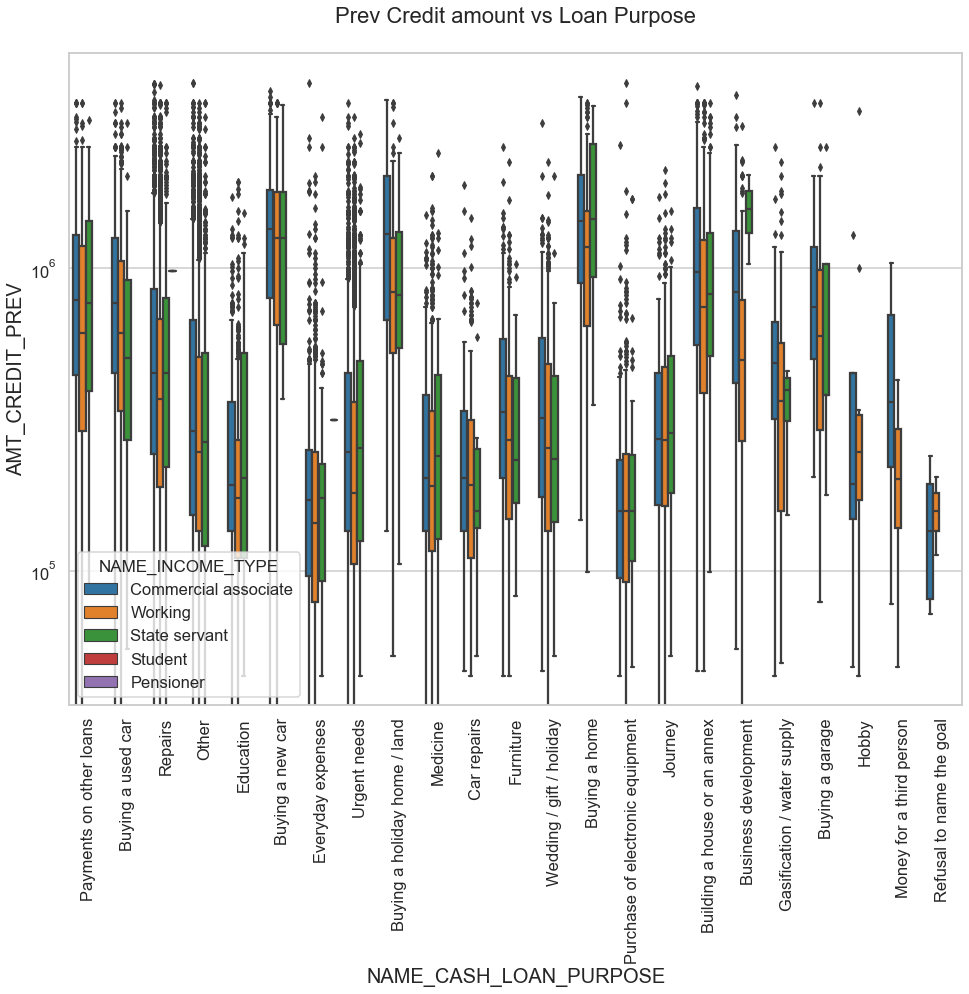 Prev Credit amount vs Loan Purpose
AMT_CREDIT_PREV
10^6
10^5
NAME_INCOME_TYPE
Commercial associate
Working
State servant
Student
Pensioner
Payments on other loans
Buying a used car
Repairs
Other
Education
Buying a new car
Everyday expenses
Urgent needs
Buying a holiday home / land
Medicine
Car repairs
Furniture
Wedding / gift / holiday
Buying a home
Purchase of electronic equipment
Journey
Building a house or an annex
Business development
Gasification / water supply
Buying a garage
Hobby
Money for a third person
Refusal to name the goal
NAME_CASH_LOAN_PURPOSE